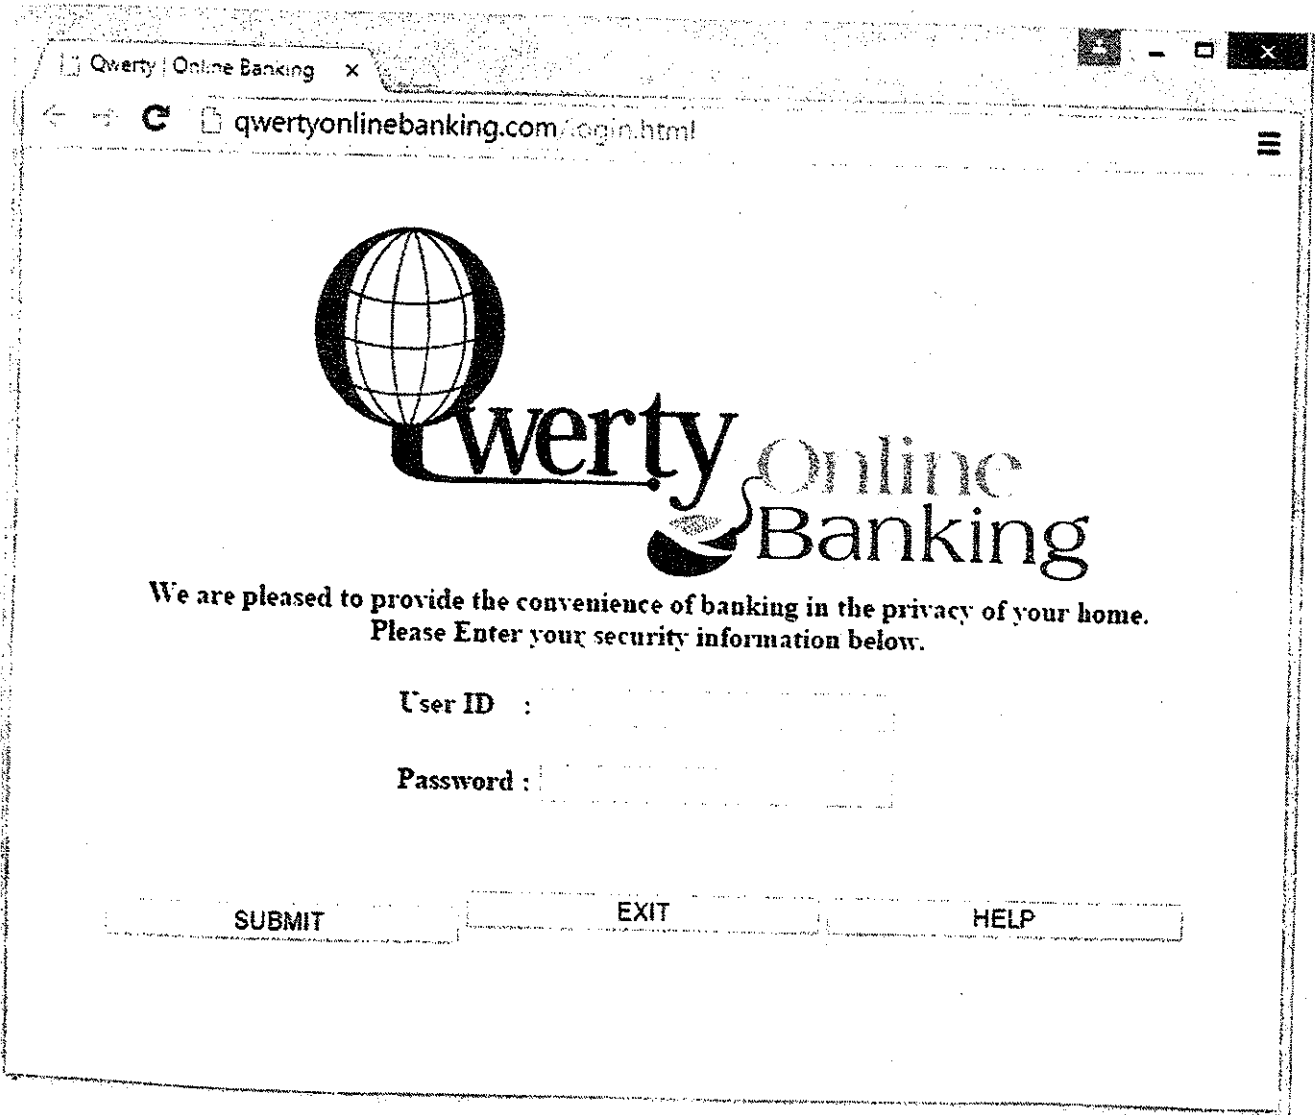 Qwerty | Online Banking
qwertyonlinebanking.com/login.html
Qwerty Online
Banking
We are pleased to provide the convenience of banking in the privacy of your home.
Please Enter your security information below.
User ID :
Password :
SUBMIT EXIT HELP